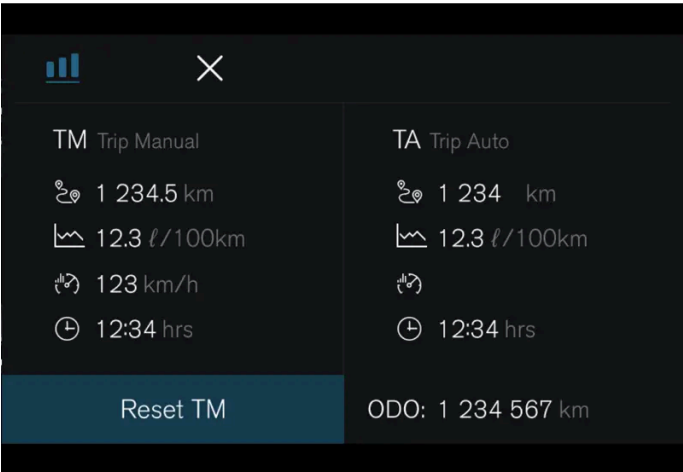 TM Trip Manual
1 234.5 km
12.3 ℓ/100km
123 km/h
12:34 hrs
Reset TM
TA Trip Auto
1 234 km
12.3 ℓ/100km
12:34 hrs
ODO: 1 234 567 km